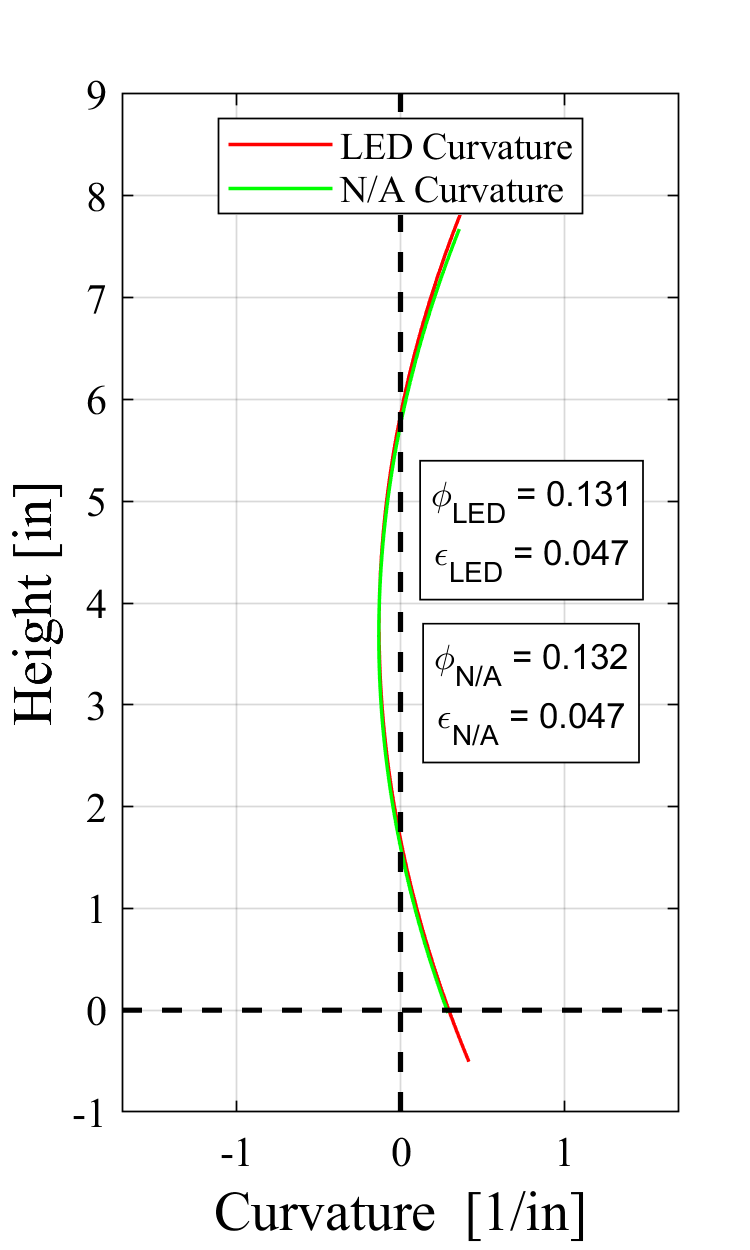 9
LED Curvature
N/A Curvature
8
7
6
5
4
3
2
1
0
-1
ϕLED = 0.131
ϵLED = 0.047
ϕN/A = 0.132
ϵN/A = 0.047
Height [in]
-1 0 1
Curvature [1/in]